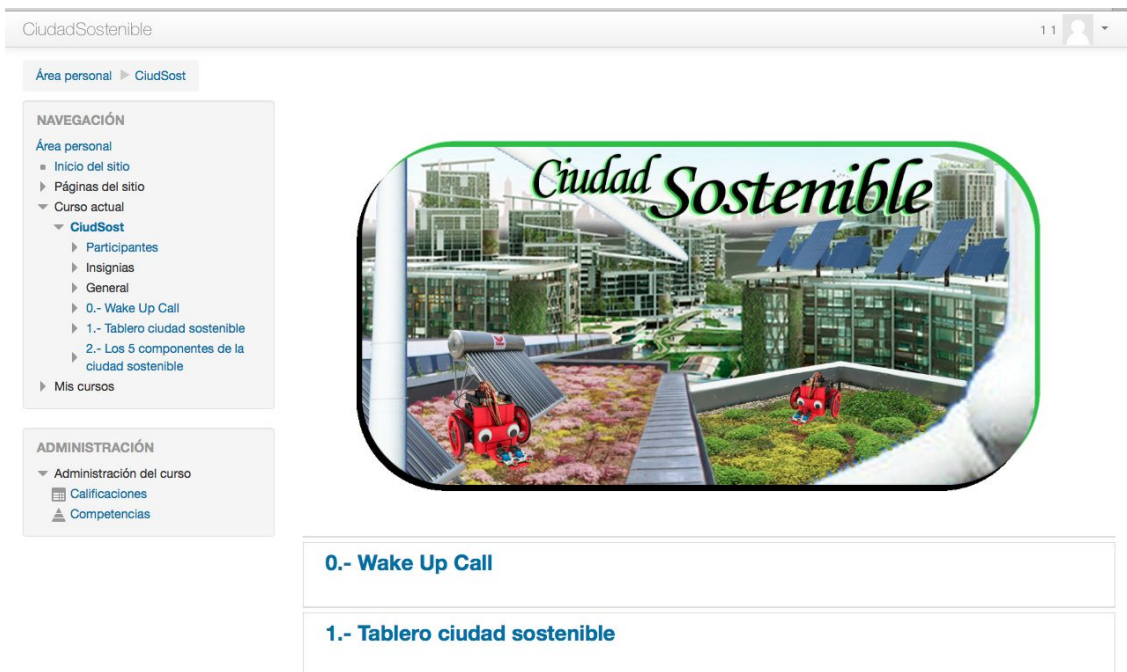 CiudadSostenible
1 1
Área personal CiudSost
NAVEGACIÓN
Área personal
Inicio del sitio
Páginas del sitio
Curso actual
CiudSost
Participantes
Insignias
General
0.- Wake Up Call
1.- Tablero ciudad sostenible
2.- Los 5 componentes de la
ciudad sostenible
Mis cursos
ADMINISTRACIÓN
Administración del curso
Calificaciones
Competencias
Ciudad Sostenible
0.- Wake Up Call
1.- Tablero ciudad sostenible